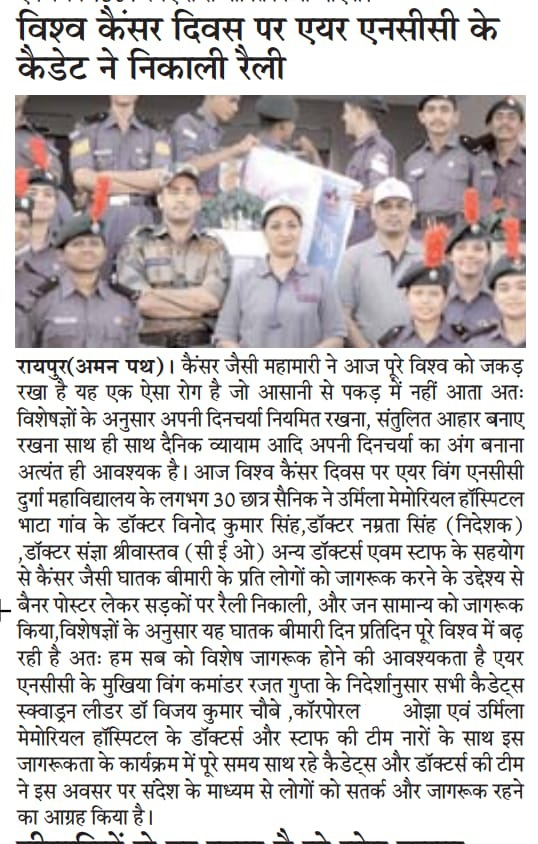 विश्व कैंसर दिवस पर एयर एनसीसी के
कैडेट ने निकाली रैली
रायपुर(अमन पथ)। कैंसर जैसी महामारी ने आज पूरे विश्व को जकड़
रखा है यह एक ऐसा रोग है जो आसानी से पकड़ में नहीं आता अतः
विशेषज्ञों के अनुसार अपनी दिनचर्या नियमित रखना, संतुलित आहार बनाए
रखना साथ ही साथ दैनिक व्यायाम आदि अपनी दिनचर्या का अंग बनाना
अत्यंत ही आवश्यक है। आज विश्व कैंसर दिवस पर एयर विंग एनसीसी
दुर्गा महाविद्यालय के लगभग 30 छात्र सैनिक ने उर्मिला मेमोरियल हॉस्पिटल
भाटा गांव के डॉक्टर विनोद कुमार सिंह,डॉक्टर नम्रता सिंह (निदेशक)
,डॉक्टर संज्ञा श्रीवास्तव (सी ई ओ) अन्य डॉक्टर्स एवम स्टाफ के सहयोग
से कैंसर जैसी घातक बीमारी के प्रति लोगों को जागरूक करने के उद्देश्य से
बैनर पोस्टर लेकर सड़कों पर रैली निकाली, और जन सामान्य को जागरूक
किया,विशेषज्ञों के अनुसार यह घातक बीमारी दिन प्रतिदिन पूरे विश्व में बढ़
रही है अतः हम सब को विशेष जागरूक होने की आवश्यकता है एयर
एनसीसी के मुखिया विंग कमांडर रजत गुप्ता के निदेर्शानुसार सभी कैडेट्स
स्क्वाड्रन लीडर डॉ विजय कुमार चौबे ,कॉरपोरल ओझा एवं उर्मिला
मेमोरियल हॉस्पिटल के डॉक्टर्स और स्टाफ की टीम नारों के साथ इस
जागरूकता के कार्यक्रम में पूरे समय साथ रहे कैडेट्स और डॉक्टर्स की टीम
ने इस अवसर पर संदेश के माध्यम से लोगों को सतर्क और जागरूक रहने
का आग्रह किया है।